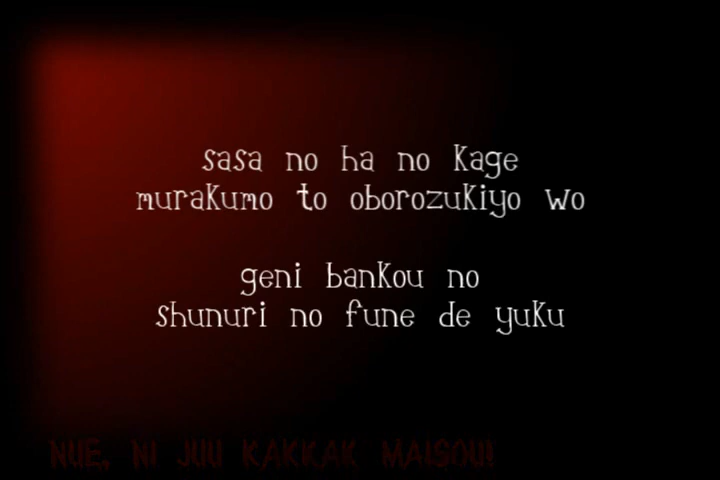 sasa no ha no kage
murakumo to oborozukiyo wo
geni bankou no
shunuri no fune de yuku
NUE, NI JUU KAKKAK MAISOU!